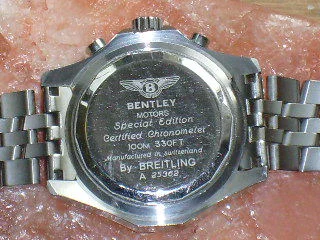 B
BENTLEY
MOTORS
Special Edition
Certified Chronometer
100M 330FT
Manufactured in switzerland
By BREITLING
A 25362